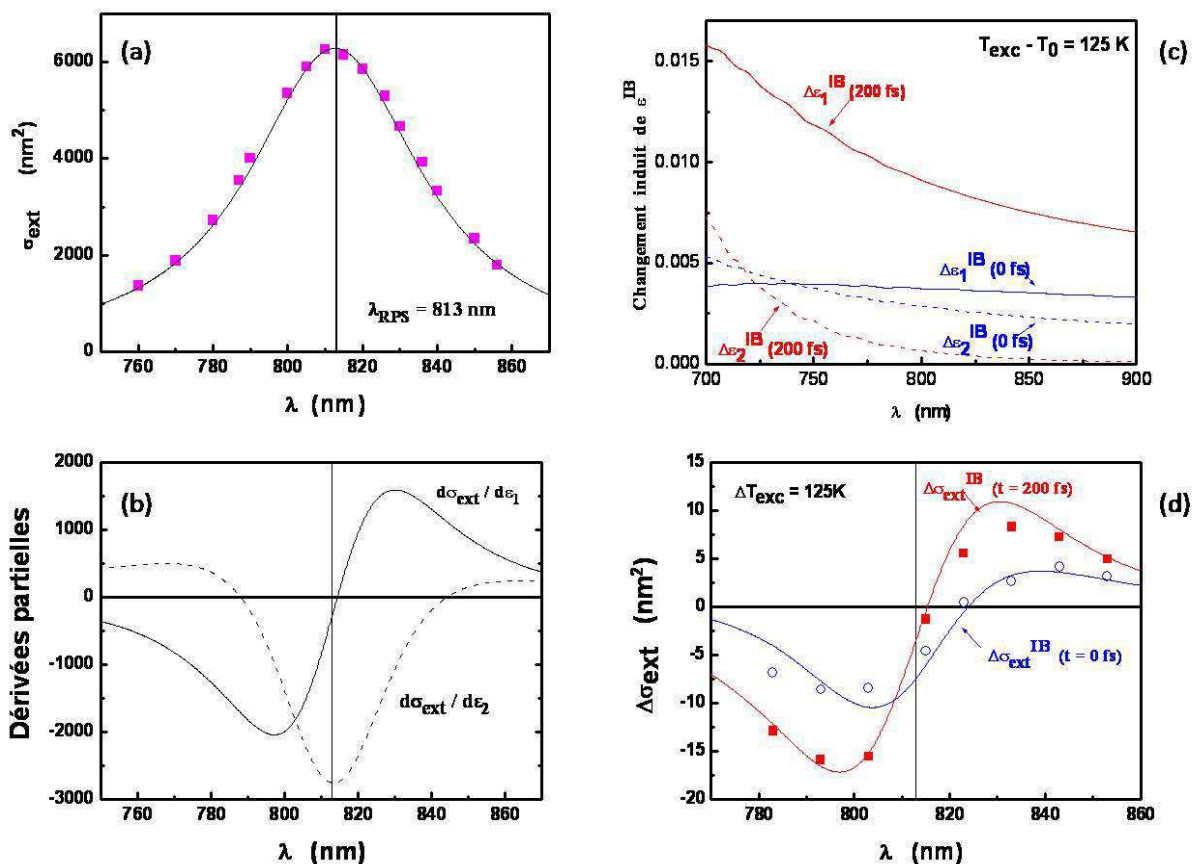 (a)
6000
4000
2000
0
σext (nm²)
λRPS = 813 nm
760 780 800 820 840 860
λ (nm)
(c)
Texc - T0 = 125 K
0.015
0.010
0.005
0.000
Changement induit de ε^IB
Δε1^IB (200 fs)
Δε1^IB (0 fs)
Δε2^IB (200 fs)
Δε2^IB (0 fs)
700 750 800 850 900
λ (nm)
(b)
2000
1000
0
-1000
-2000
-3000
Dérivées partielles
dσext / dε1
dσext / dε2
760 780 800 820 840 860
λ (nm)
(d)
15
10
5
0
-5
-10
-15
-20
Δσext (nm²)
ΔTexc = 125K
Δσext^IB (t = 200 fs)
Δσext^IB (t = 0 fs)
780 800 820 840 860
λ (nm)